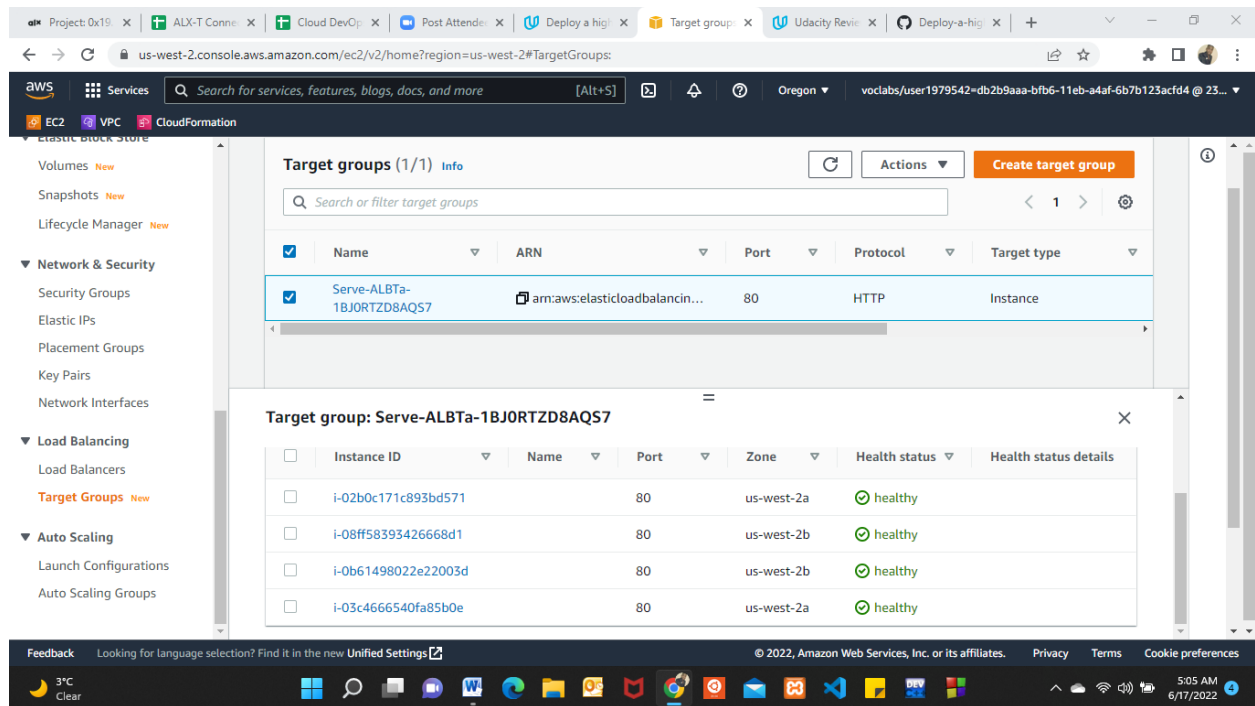 alx Project: 0x19. ALX-T Conne Cloud DevOp Post Attende Deploy a high Target group Udacity Revie Deploy-a-hig
us-west-2.console.aws.amazon.com/ec2/v2/home?region=us-west-2#TargetGroups:
aws Services Search for services, features, blogs, docs, and more [Alt+S] Oregon ▼ voclabs/user1979542=db2b9aaa-bfb6-11eb-a4af-6b7b123acfd4 @ 23... ▼
EC2 VPC CloudFormation
Elastic Block Store
Volumes New
Snapshots New
Lifecycle Manager New
Network & Security
Security Groups
Elastic IPs
Placement Groups
Key Pairs
Network Interfaces
Load Balancing
Load Balancers
Target Groups New
Auto Scaling
Launch Configurations
Auto Scaling Groups
Target groups (1/1) Info Actions ▼ Create target group
Search or filter target groups 1
Name ARN Port Protocol Target type
Serve-ALBTa-
1BJ0RTZD8AQS7 arn:aws:elasticloadbalancin... 80 HTTP Instance
Target group: Serve-ALBTa-1BJ0RTZD8AQS7
Instance ID Name Port Zone Health status Health status details
i-02b0c171c893bd571 80 us-west-2a healthy
i-08ff58393426668d1 80 us-west-2b healthy
i-0b61498022e22003d 80 us-west-2b healthy
i-03c4666540fa85b0e 80 us-west-2a healthy
Feedback Looking for language selection? Find it in the new Unified Settings © 2022, Amazon Web Services, Inc. or its affiliates. Privacy Terms Cookie preferences
3°C
Clear
5:05 AM
6/17/2022 4